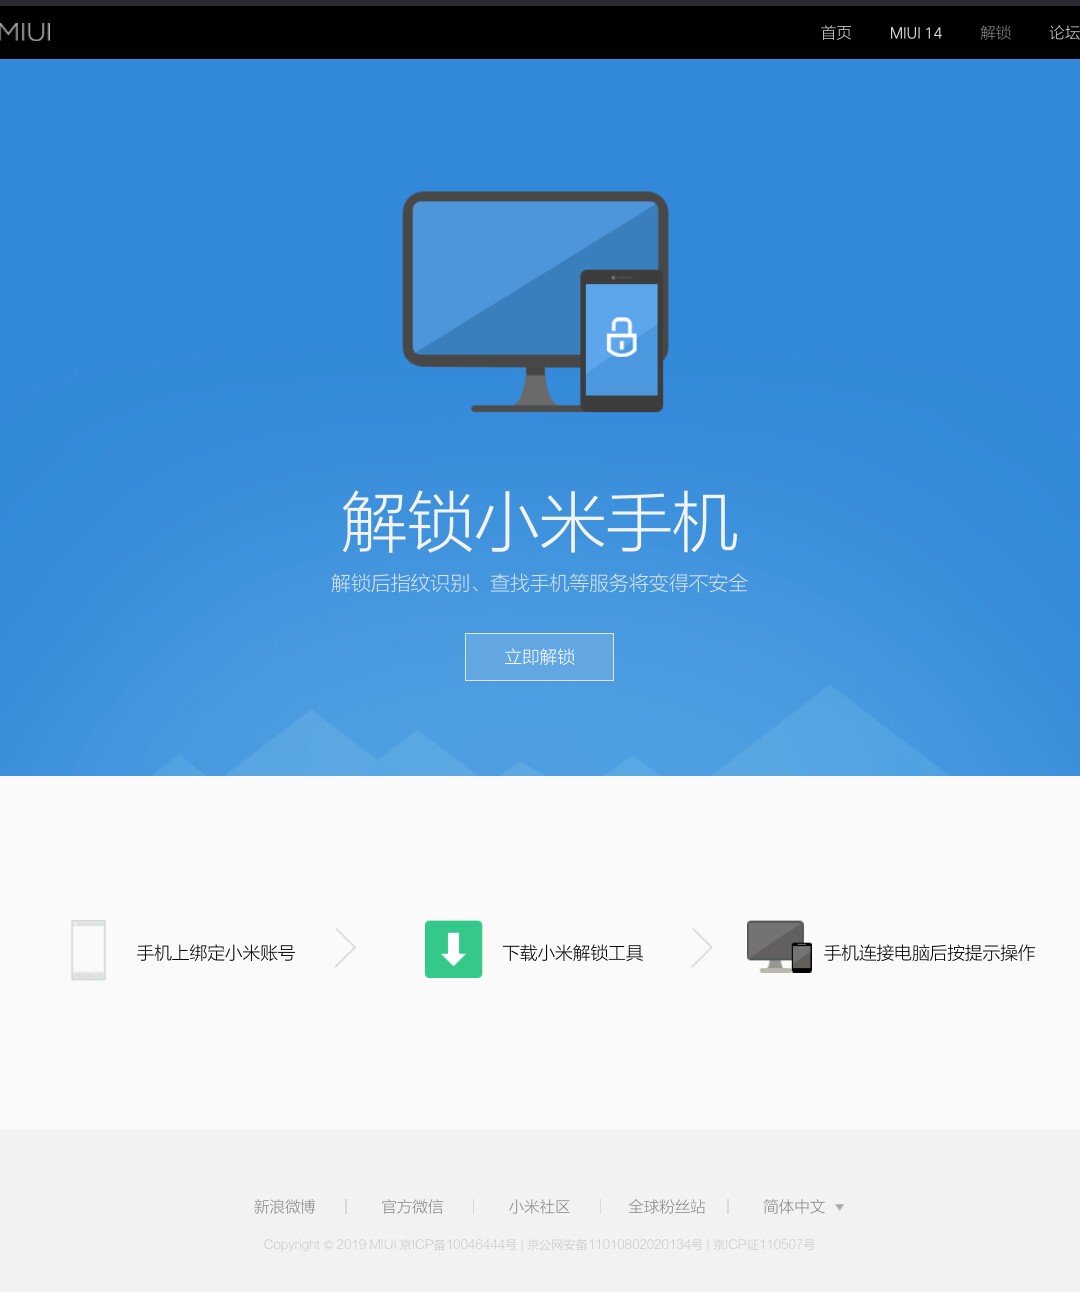 MIUI 首页 MIUI 14 解锁 论坛
解锁小米手机
解锁后指纹识别、查找手机等服务将变得不安全
立即解锁
手机上绑定小米账号 下载小米解锁工具 手机连接电脑后按提示操作
新浪微博 | 官方微信 | 小米社区 | 全球粉丝站 | 简体中文
Copyright © 2019 MIUI 京ICP备10046444号 | 京公网安备11010802020134号 | 京ICP证110507号